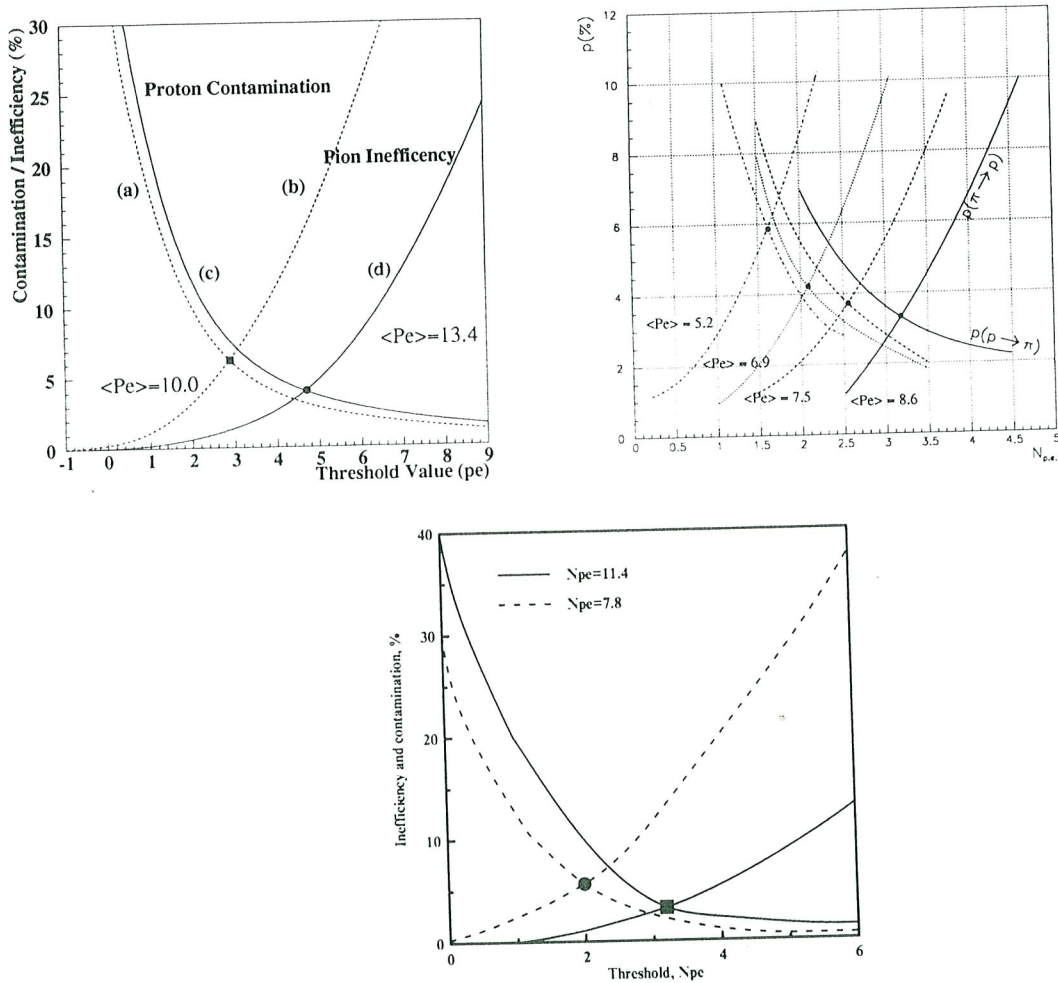 Contamination / Inefficiency (%)
30
25
20
15
10
5
0
Proton Contamination
Pion Inefficency
(a)
(b)
(c)
(d)
<Pe>=13.4
<Pe>=10.0
-1 0 1 2 3 4 5 6 7 8 9
Threshold Value (pe)
p(%)
12
10
8
6
4
2
0
p(π → p)
p(p → π)
<Pe> = 5.2
<Pe> = 6.9
<Pe> = 7.5
<Pe> = 8.6
0 0.5 1 1.5 2 2.5 3 3.5 4 4.5 5
Np.e.
Inefficiency and contamination, %
40
30
20
10
0
Npe=11.4
Npe=7.8
0 2 4 6
Threshold, Npe